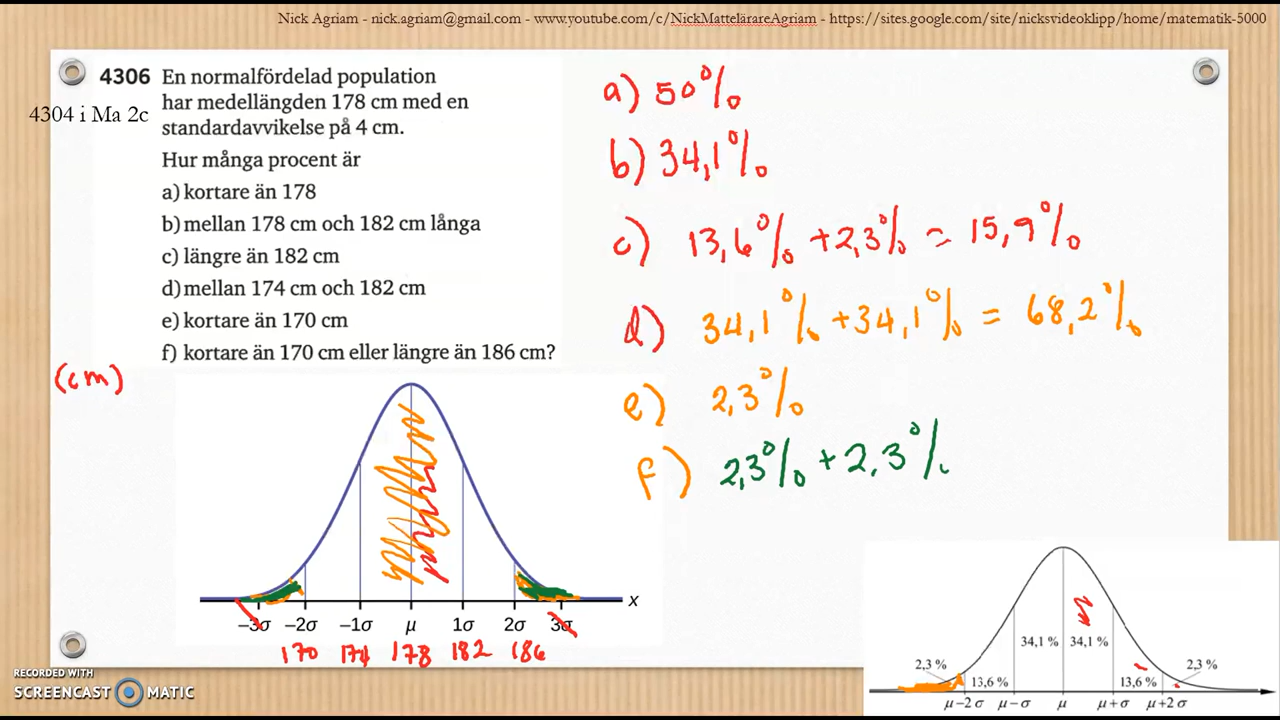 Nick Agriam - nick.agriam@gmail.com - www.youtube.com/c/NickMattelärareAgriam - https://sites.google.com/site/nicksvideoklipp/home/matematik-5000
4306 En normalfördelad population
har medellängden 178 cm med en
4304 i Ma 2c
standardavvikelse på 4 cm.
Hur många procent är
a) kortare än 178
b) mellan 178 cm och 182 cm långa
c) längre än 182 cm
d) mellan 174 cm och 182 cm
e) kortare än 170 cm
f) kortare än 170 cm eller längre än 186 cm?
a) 50%
b) 34,1%
c) 13,6% + 2,3% = 15,9%
d) 34,1% + 34,1% = 68,2%
e) 2,3%
f) 2,3% + 2,3%
(cm)
-3σ -2σ -1σ μ 1σ 2σ 3σ x
170 174 178 182 186
34,1 % 34,1 %
2,3 % 13,6 % 13,6 % 2,3 %
μ-2σ μ-σ μ μ+σ μ+2σ
RECORDED WITH
SCREENCAST MATIC